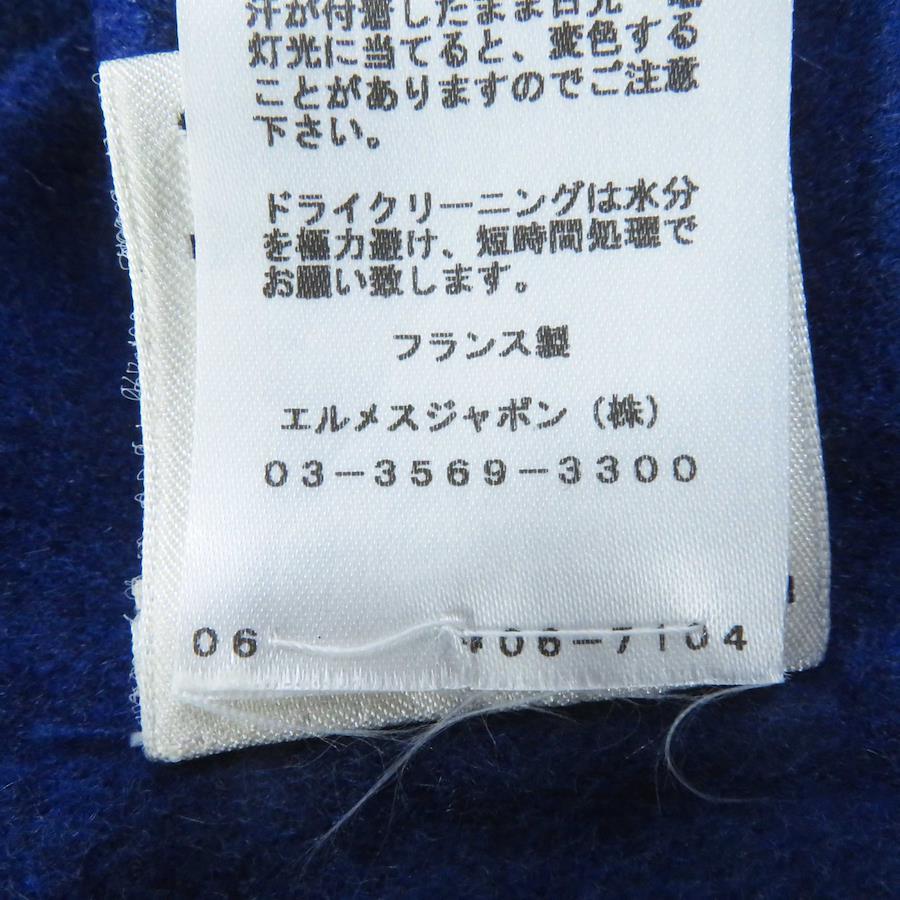 汗が付着したまま日光・
灯光に当てると、変色する
ことがありますのでご注意
下さい。
ドライクリーニングは水分
を極力避け、短時間処理で
お願い致します。
フランス製
エルメスジャポン（株）
03-3569-3300
06 406-7104